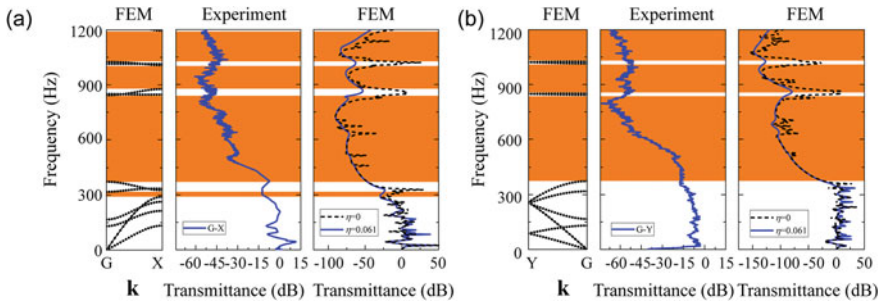 (a)
FEM
Experiment
FEM
Frequency (Hz)
1200
900
600
300
0
G X
k
G-X
-60 -45 -30 -15 0 15
Transmittance (dB)
η=0
η=0.061
-100 -50 0 50
Transmittance (dB)
(b)
FEM
Experiment
FEM
Frequency (Hz)
1200
900
600
300
0
Y G
k
G-Y
-60 -45 -30 -15 0 15
Transmittance (dB)
η=0
η=0.061
-150 -100 -50 0 50
Transmittance (dB)